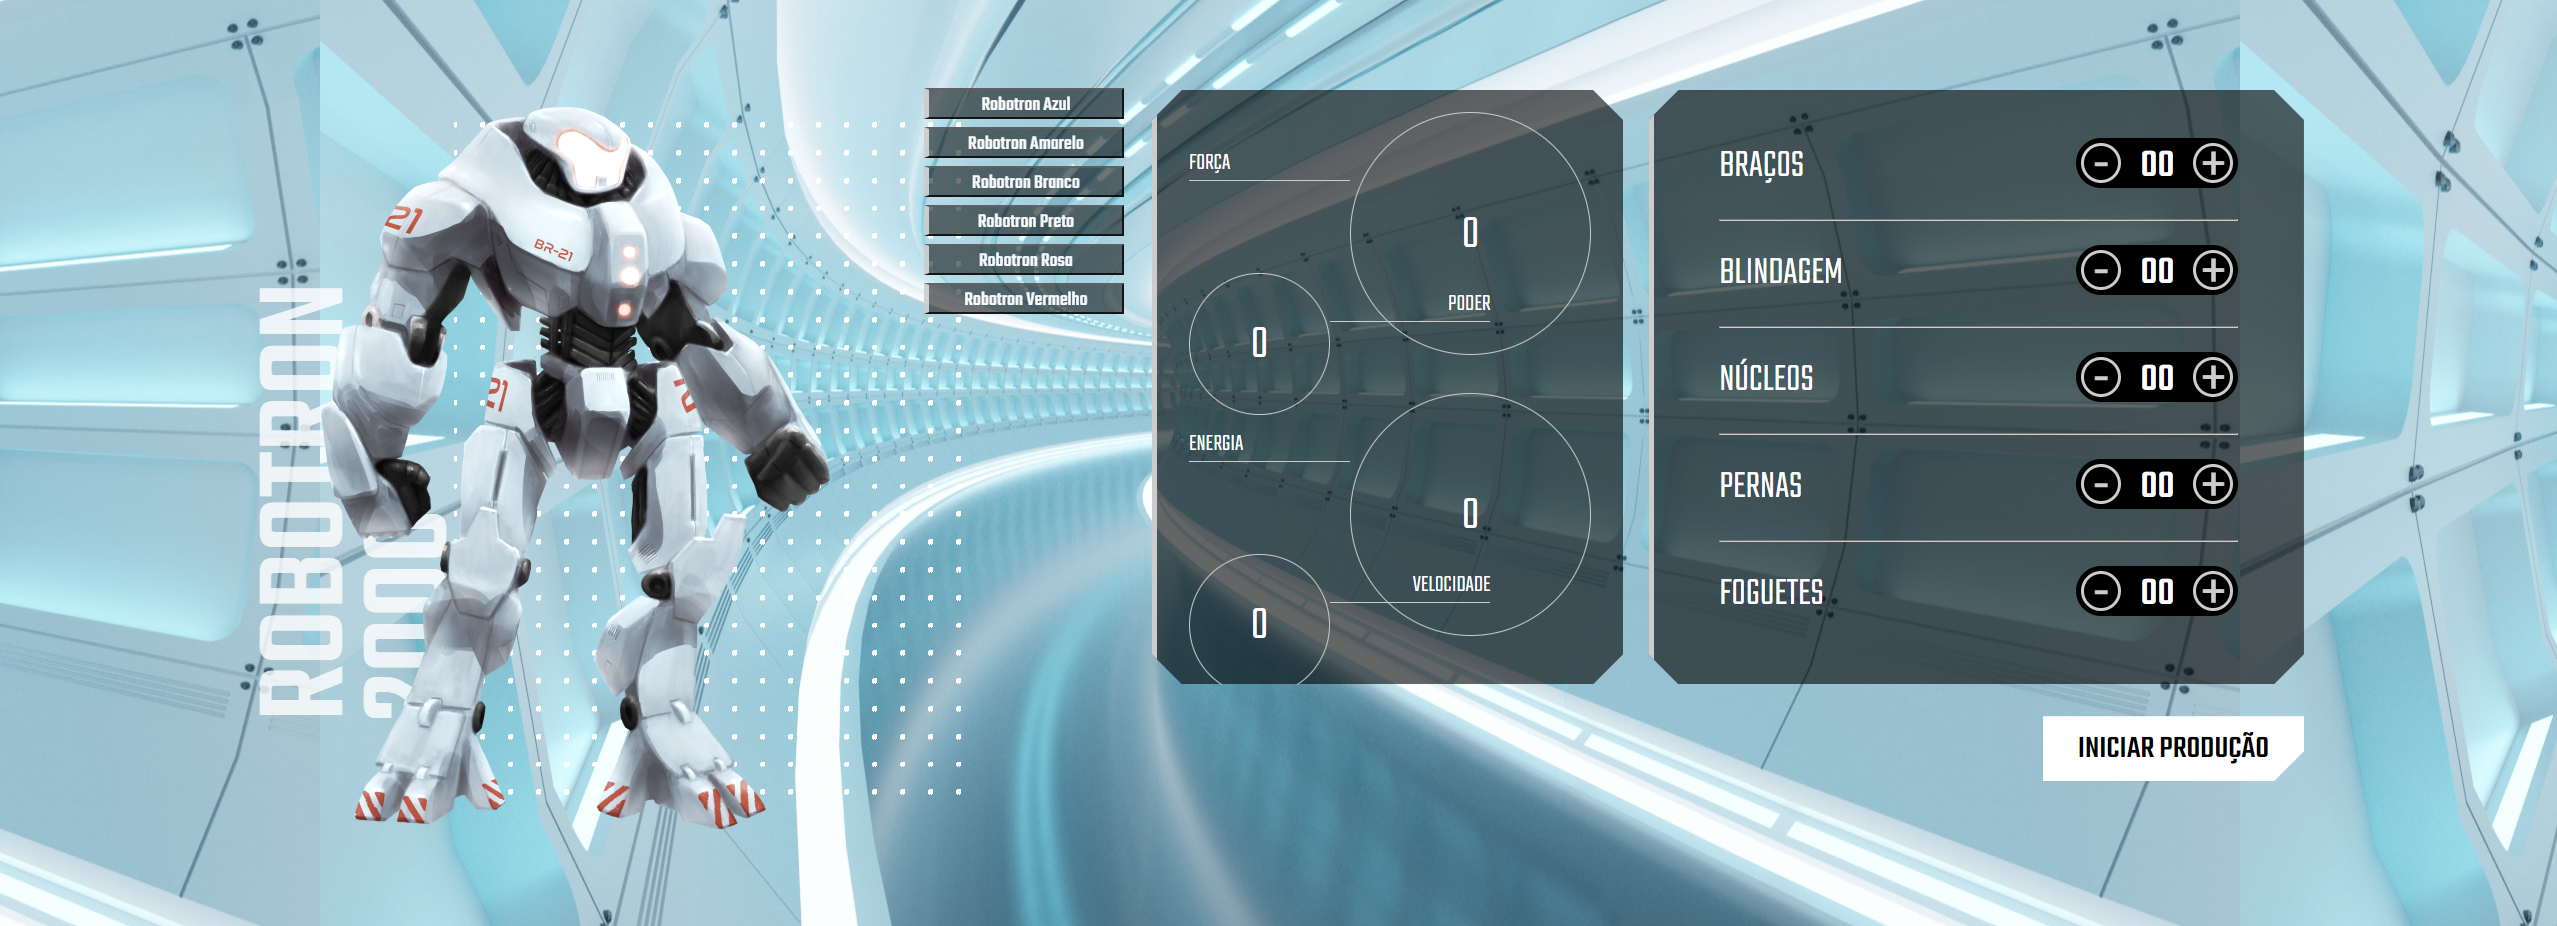 ROBOTRON
2000
21
BR-21
21
Robotron Azul
Robotron Amarelo
Robotron Branco
Robotron Preto
Robotron Rosa
Robotron Vermelho
FORÇA
0
PODER
0
ENERGIA
0
VELOCIDADE
0
BRAÇOS
- 00 +
BLINDAGEM
- 00 +
NÚCLEOS
- 00 +
PERNAS
- 00 +
FOGUETES
- 00 +
INICIAR PRODUÇÃO